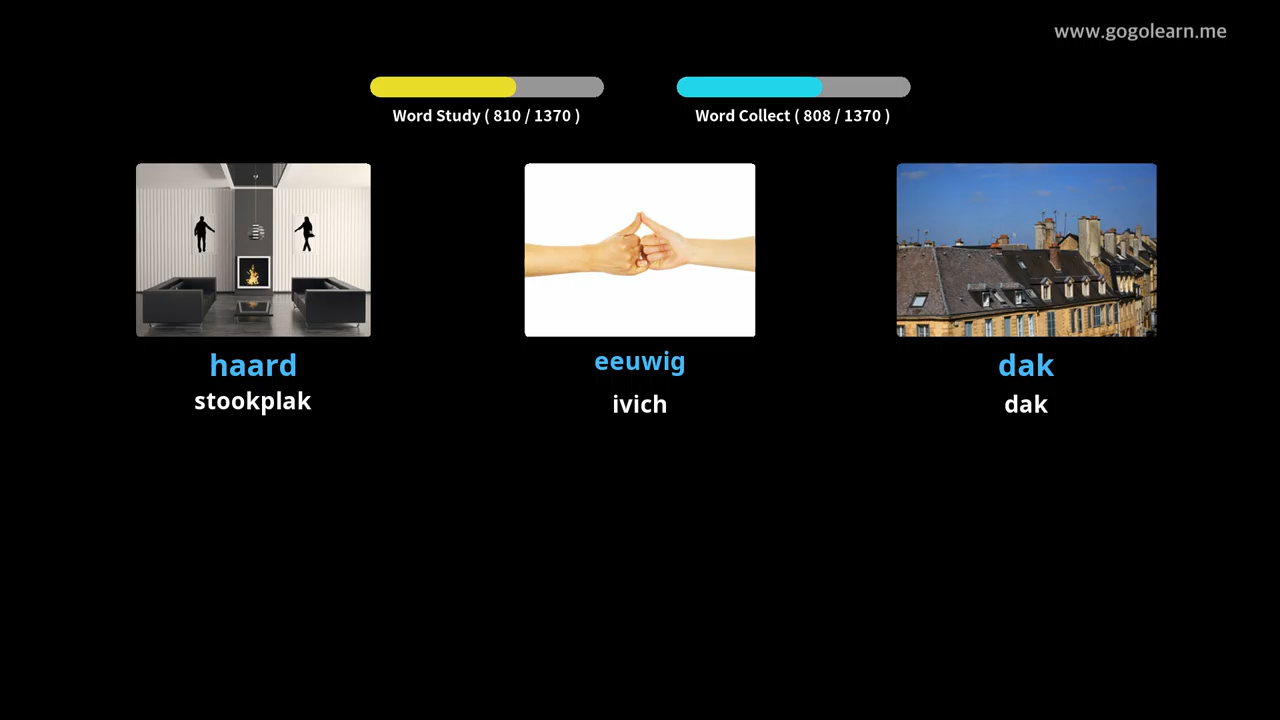 www.gogolearn.me
Word Study ( 810 / 1370 )
Word Collect ( 808 / 1370 )
haard
stookplak
eeuwig
ivich
dak
dak